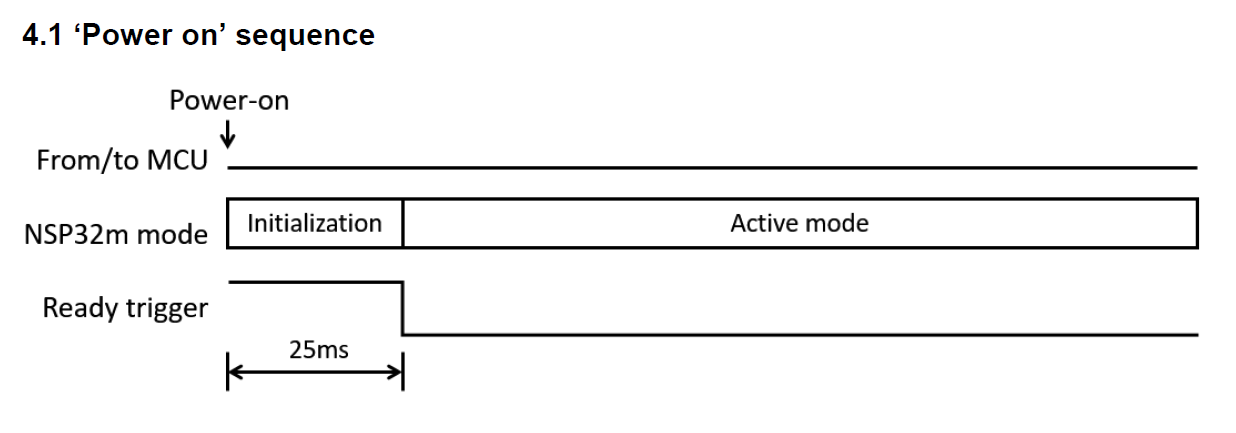 4.1 ‘Power on’ sequence
Power-on
From/to MCU
NSP32m mode
Initialization
Active mode
Ready trigger
25ms